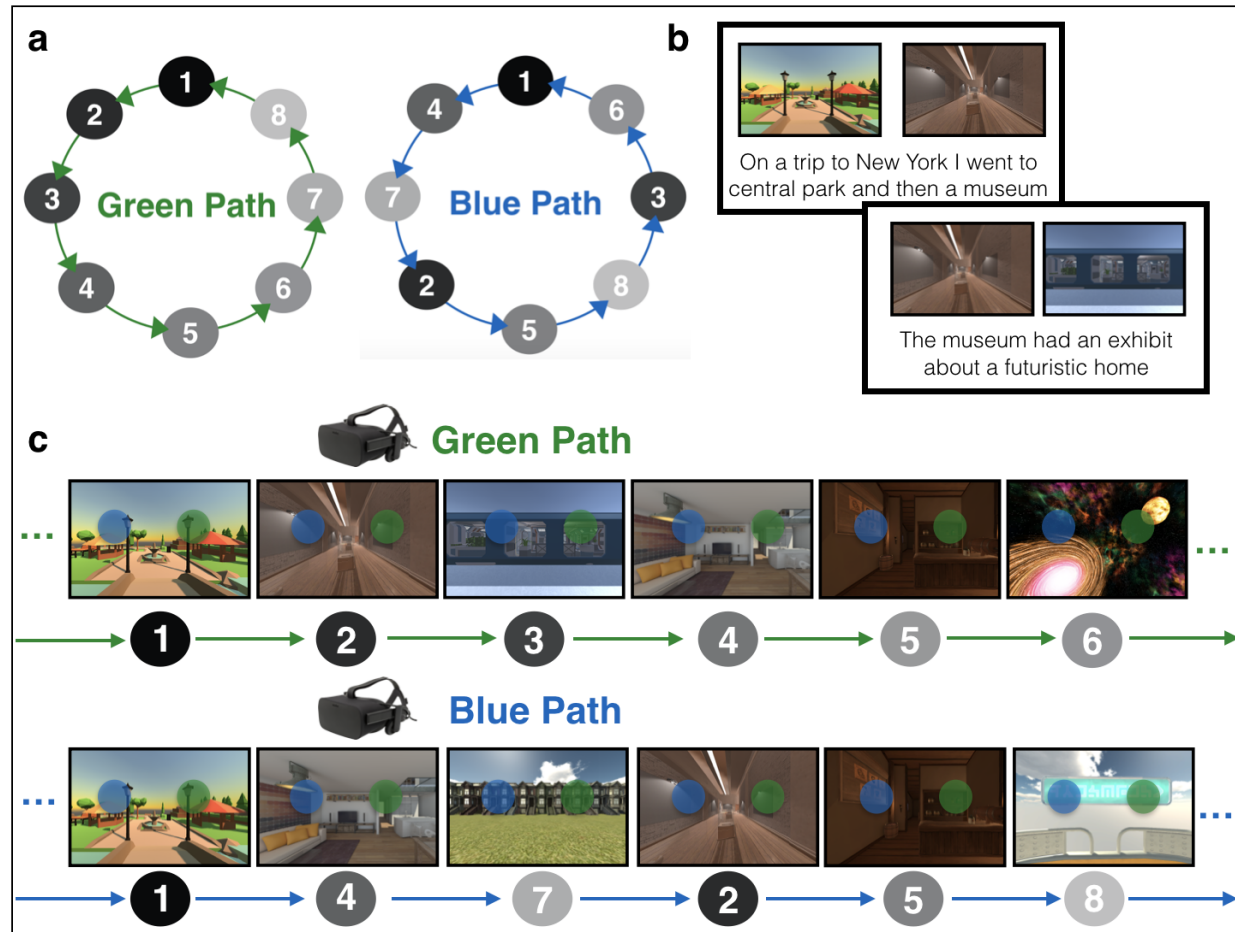 a
1
2
8
3
Green Path
7
4
6
5
1
4
6
7
Blue Path
3
2
8
5
b
On a trip to New York I went to
central park and then a museum
The museum had an exhibit
about a futuristic home
c
Green Path
...
...
1
2
3
4
5
6
Blue Path
...
...
1
4
7
2
5
8